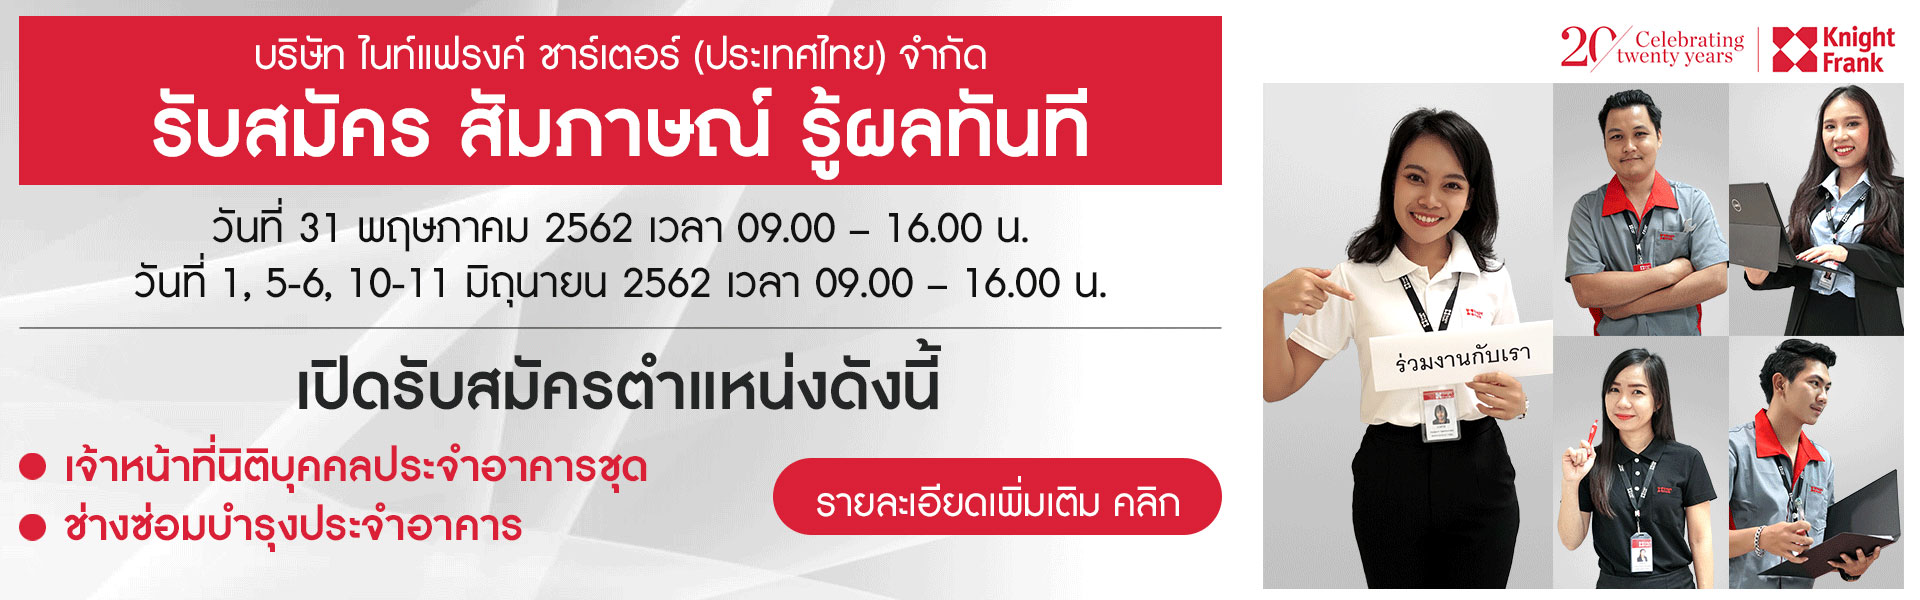 บริษัท ไนท์แฟรงค์ ชาร์เตอร์ (ประเทศไทย) จำกัด
รับสมัคร สัมภาษณ์ รู้ผลทันที
วันที่ 31 พฤษภาคม 2562 เวลา 09.00 – 16.00 น.
วันที่ 1, 5-6, 10-11 มิถุนายน 2562 เวลา 09.00 – 16.00 น.
เปิดรับสมัครตำแหน่งดังนี้
● เจ้าหน้าที่นิติบุคคลประจำอาคารชุด
● ช่างซ่อมบำรุงประจำอาคาร
รายละเอียดเพิ่มเติม คลิก
20 Celebrating
twenty years
Knight
Frank
ร่วมงานกับเรา